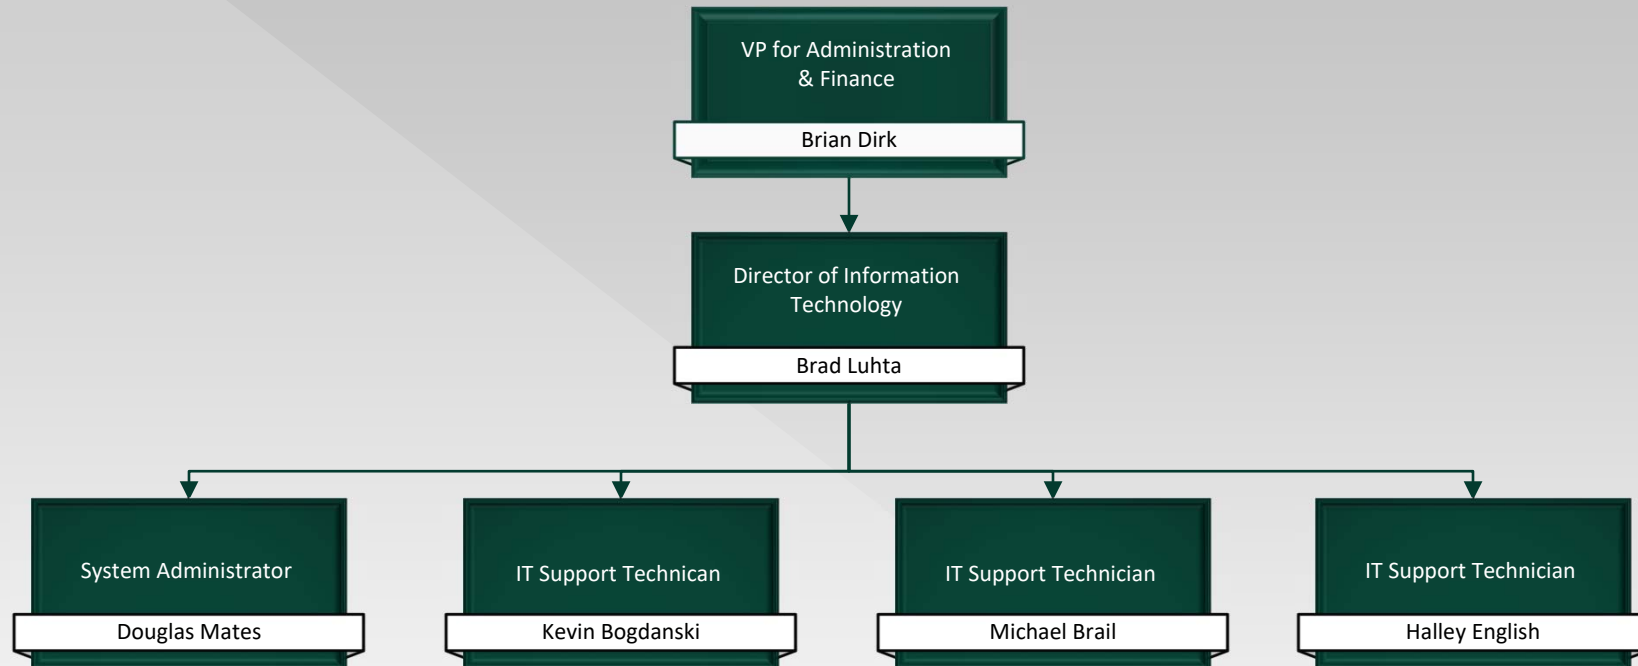 VP for Administration
& Finance
Brian Dirk
Director of Information
Technology
Brad Luhta
System Administrator
Douglas Mates
IT Support Technican
Kevin Bogdanski
IT Support Technician
Michael Brail
IT Support Technician
Halley English